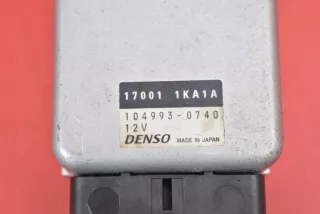 17001 1KA1A
104993-0740
12V
DENSO MADE IN JAPAN